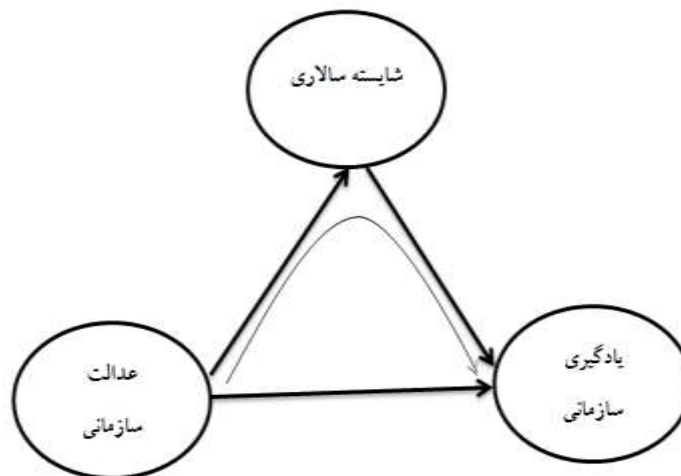 شایسته سالاری
یادگیری
سازمانی
عدالت
سازمانی